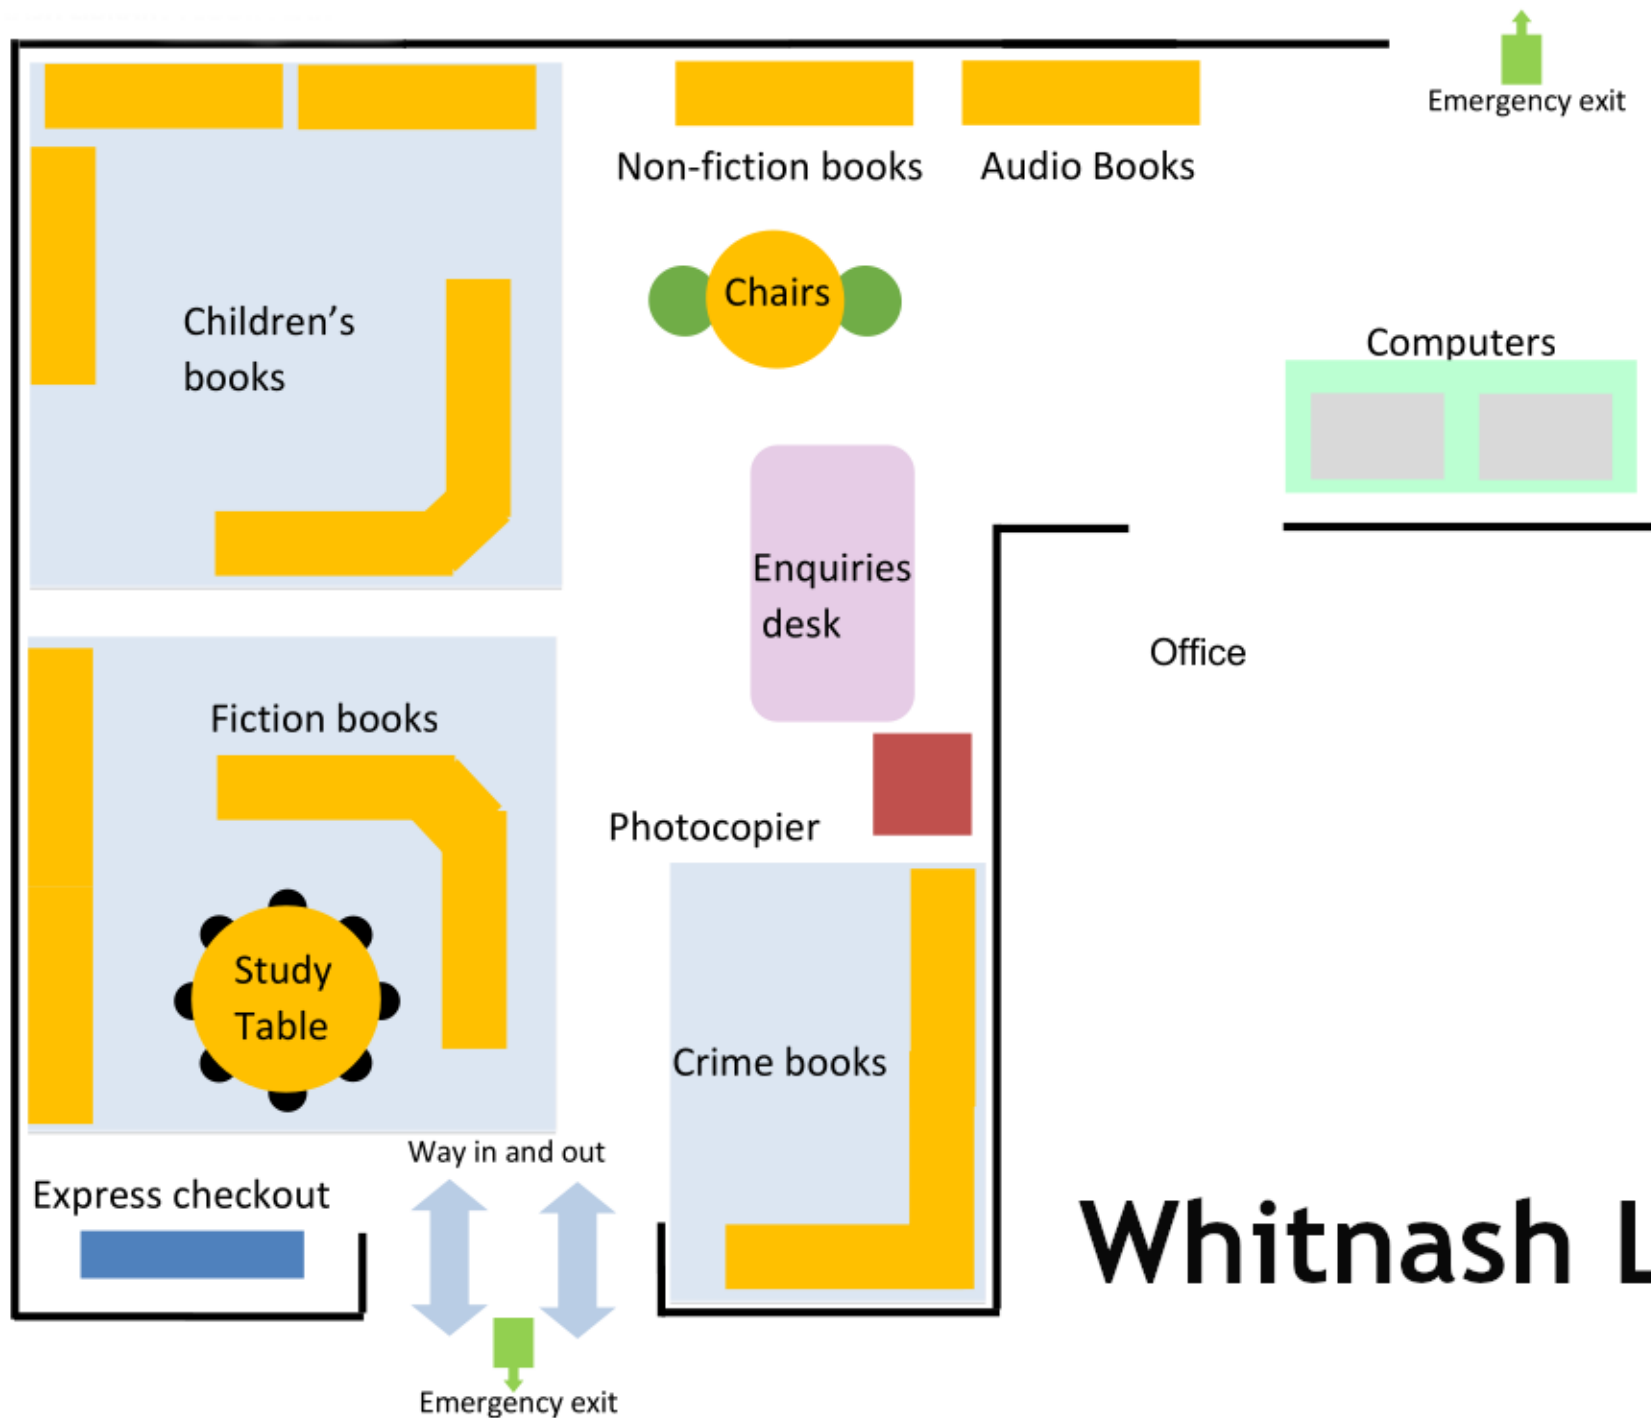 Emergency exit
Non-fiction books
Audio Books
Chairs
Children's
books
Computers
Enquiries
desk
Office
Fiction books
Photocopier
Study
Table
Crime books
Way in and out
Express checkout
Whitnash L
Emergency exit